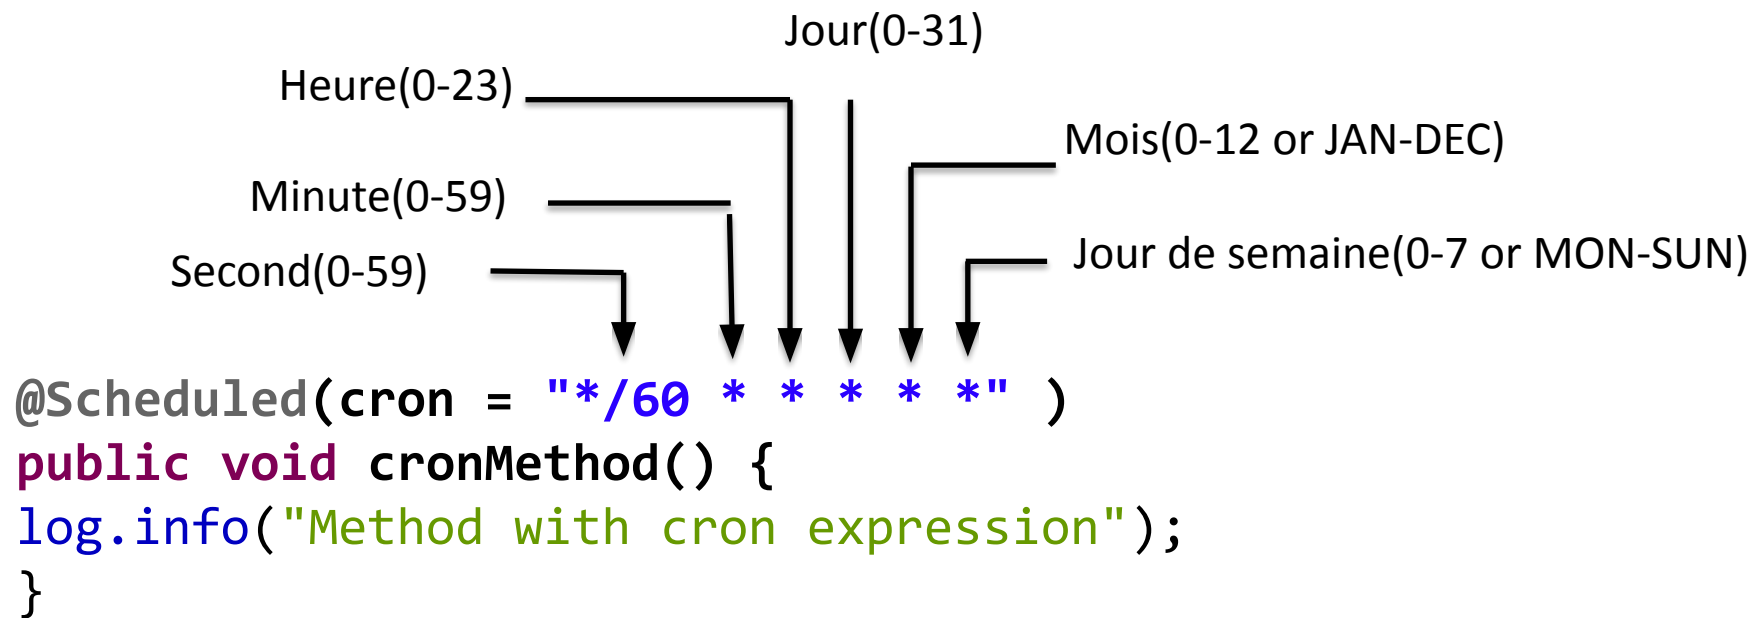 Jour(0-31)
Heure(0-23)
Mois(0-12 or JAN-DEC)
Minute(0-59)
Jour de semaine(0-7 or MON-SUN)
Second(0-59)
@Scheduled(cron = "*/60 * * * * *" )
public void cronMethod() {
log.info("Method with cron expression");
}